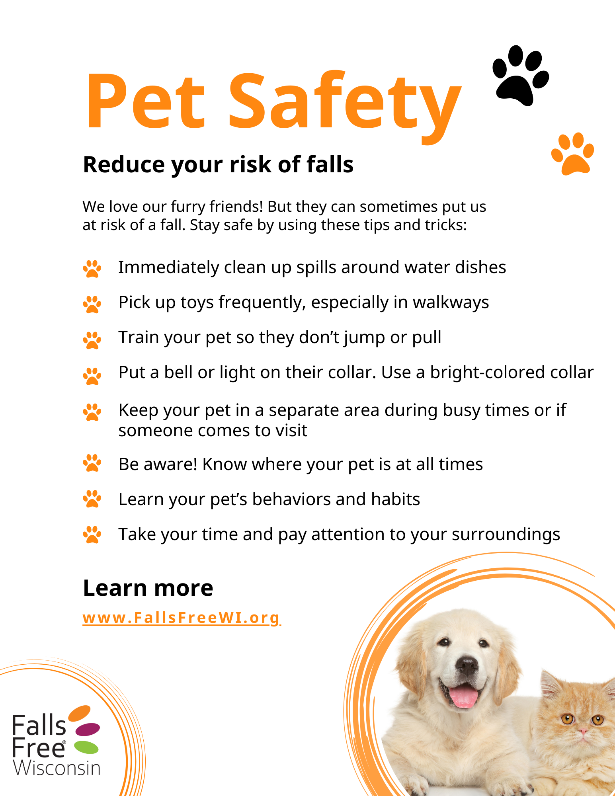 Pet Safety
Reduce your risk of falls
We love our furry friends! But they can sometimes put us
at risk of a fall. Stay safe by using these tips and tricks:
Immediately clean up spills around water dishes
Pick up toys frequently, especially in walkways
Train your pet so they don’t jump or pull
Put a bell or light on their collar. Use a bright-colored collar
Keep your pet in a separate area during busy times or if
someone comes to visit
Be aware! Know where your pet is at all times
Learn your pet’s behaviors and habits
Take your time and pay attention to your surroundings
Learn more
www.FallsFreeWI.org
Falls
Free®
Wisconsin